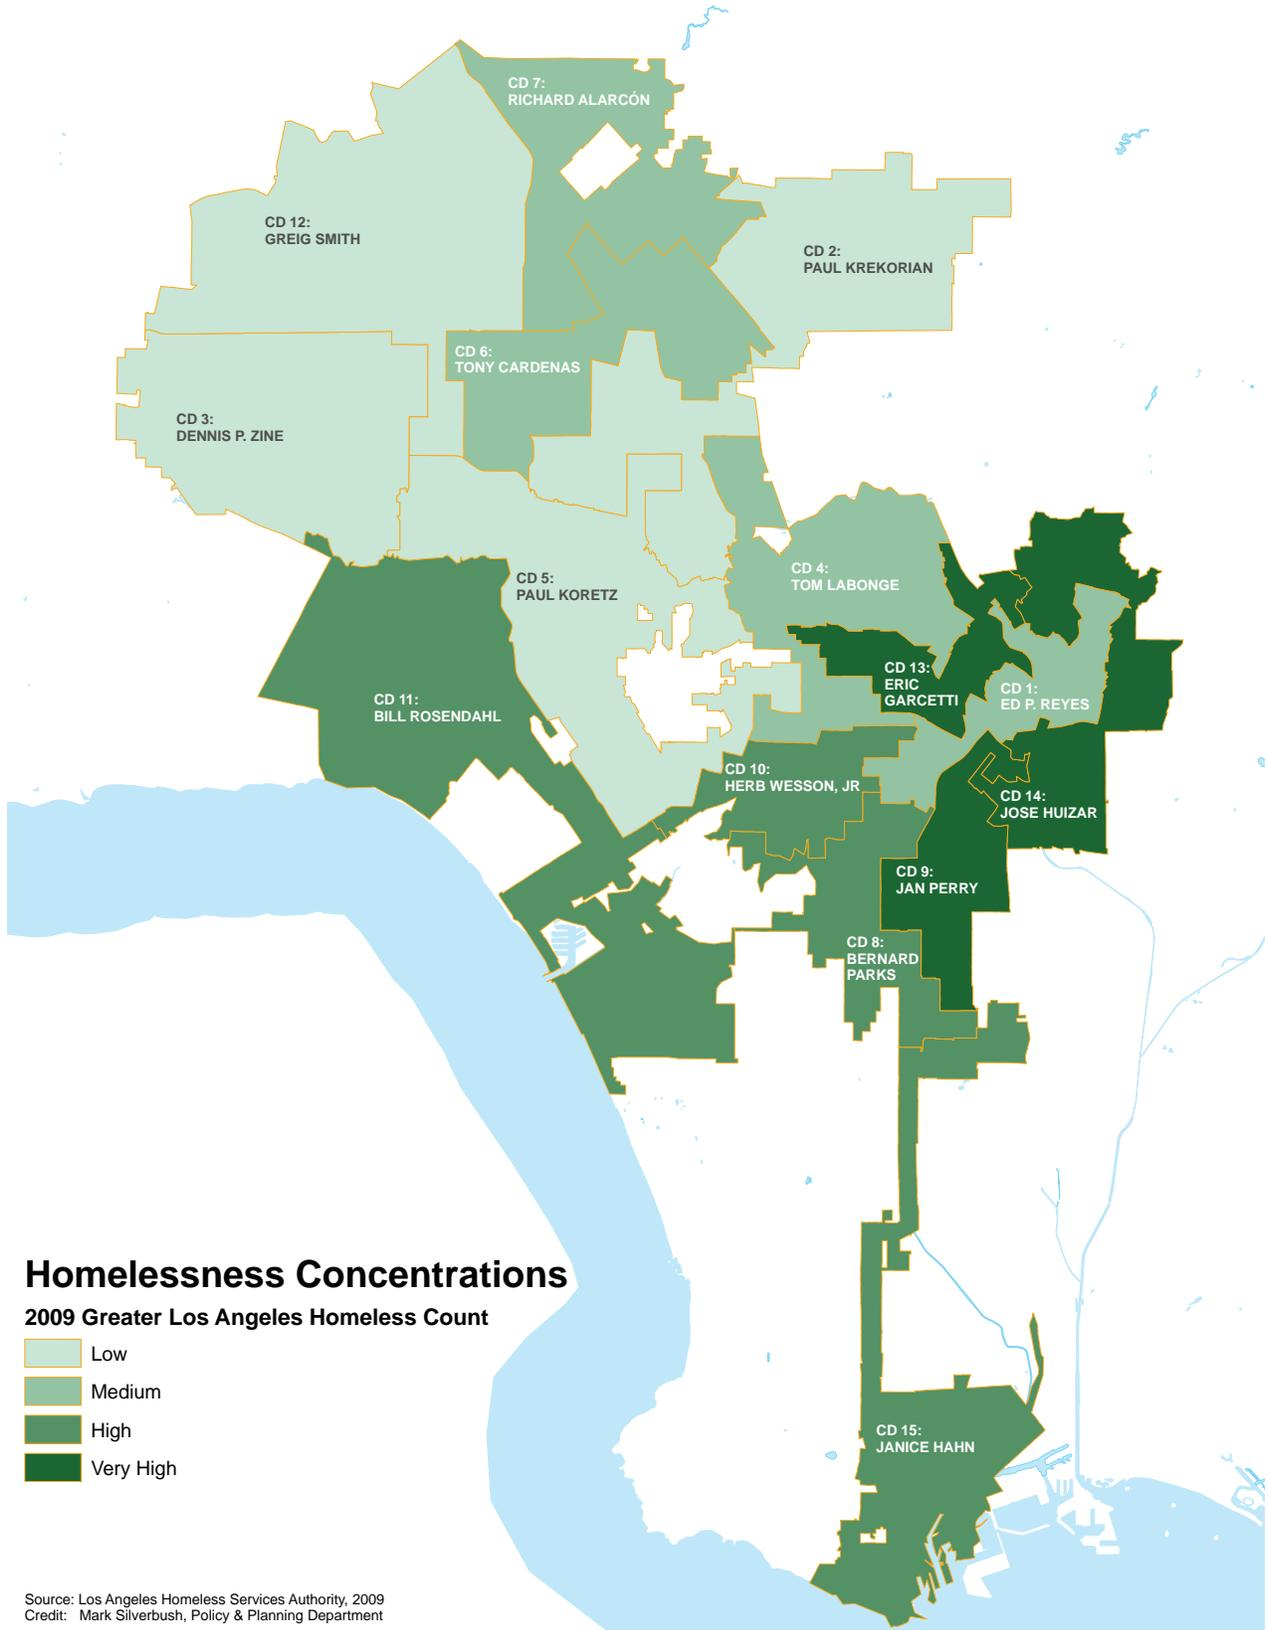 CD 7:
RICHARD ALARCÓN
CD 12:
GREIG SMITH
CD 2:
PAUL KREKORIAN
CD 6:
TONY CARDENAS
CD 3:
DENNIS P. ZINE
CD 5:
PAUL KORETZ
CD 4:
TOM LABONGE
CD 13:
ERIC
GARCETTI
CD 1:
ED P. REYES
CD 11:
BILL ROSENDAHL
CD 10:
HERB WESSON, JR
CD 14:
JOSE HUIZAR
CD 9:
JAN PERRY
CD 8:
BERNARD
PARKS
CD 15:
JANICE HAHN
Homelessness Concentrations
2009 Greater Los Angeles Homeless Count
Low
Medium
High
Very High
Source: Los Angeles Homeless Services Authority, 2009
Credit: Mark Silverbush, Policy & Planning Department